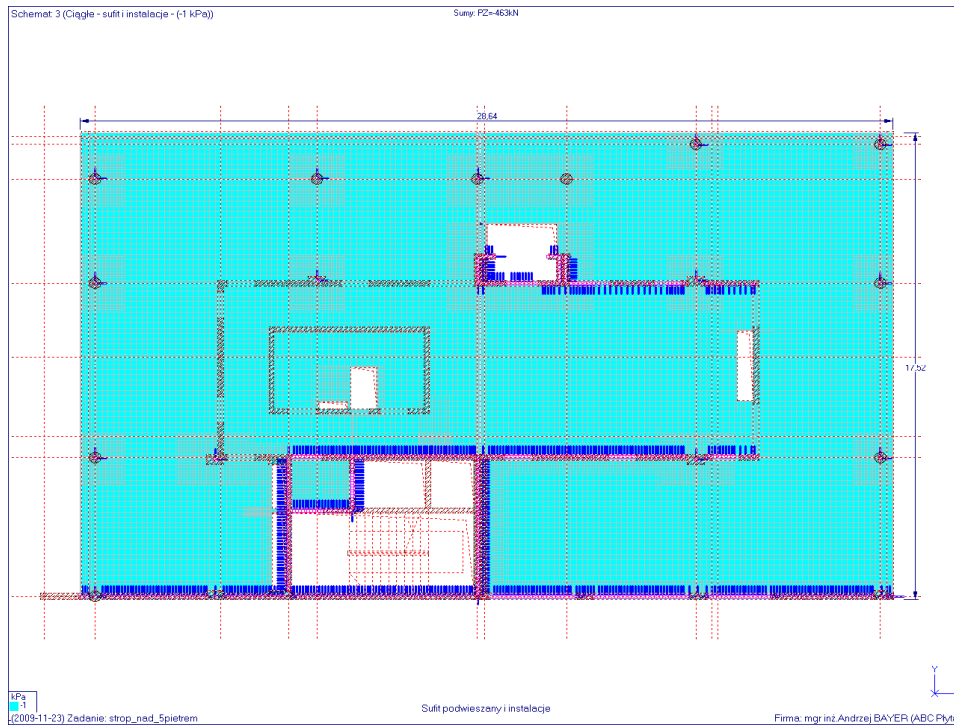 Schemat: 3 (Ciągłe - sufit i instalacje - (-1 kPa))
Sumy: PZ=-463kN
28,64
17,52
Y
X
kPa
-1
(2009-11-23) Zadanie: strop_nad_5pietrem
Sufit podwieszany i instalacje
Firma: mgr inż.Andrzej BAYER (ABC Płyt